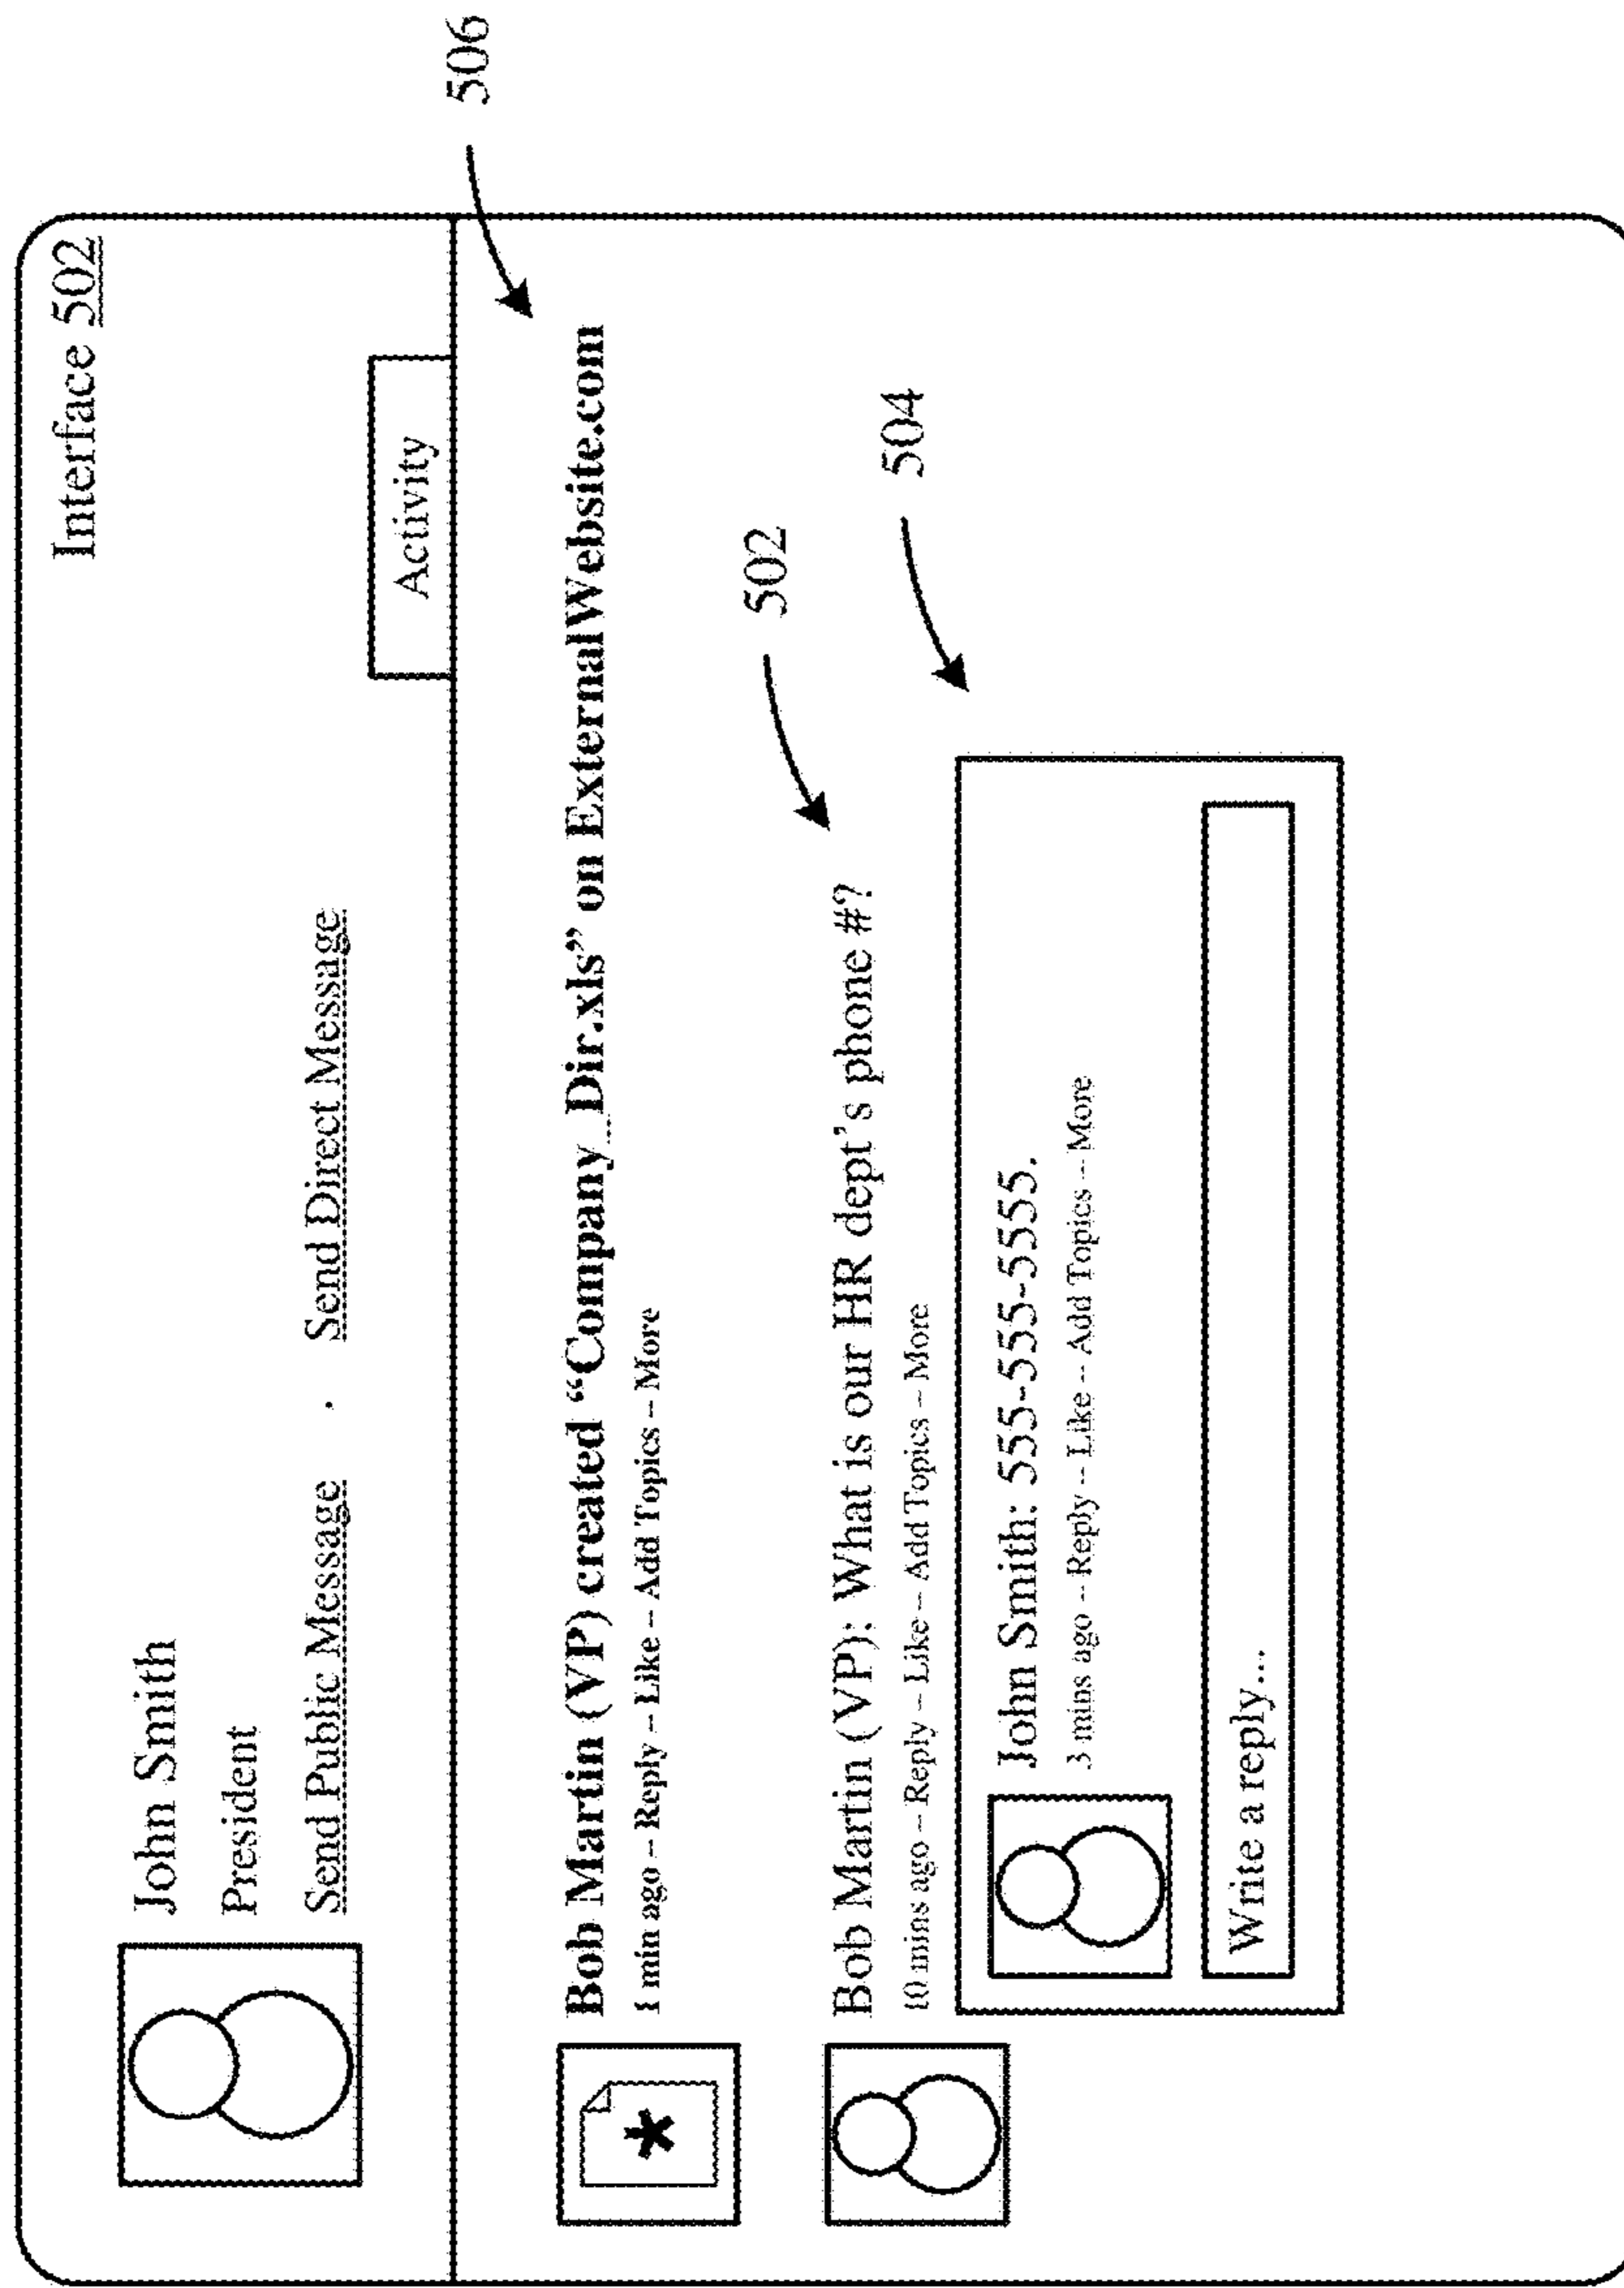 Interface 502
John Smith
President
Send Public Message . Send Direct Message
Activity
506
Bob Martin (VP) created “Company_Dir.xls” on ExternalWebsite.com
1 min ago – Reply – Like – Add Topics – More
*
502
Bob Martin (VP): What is our HR dept’s phone #?
10 mins ago – Reply – Like – Add Topics – More
504
John Smith: 555-555-5555.
3 mins ago – Reply – Like – Add Topics – More
Write a reply...